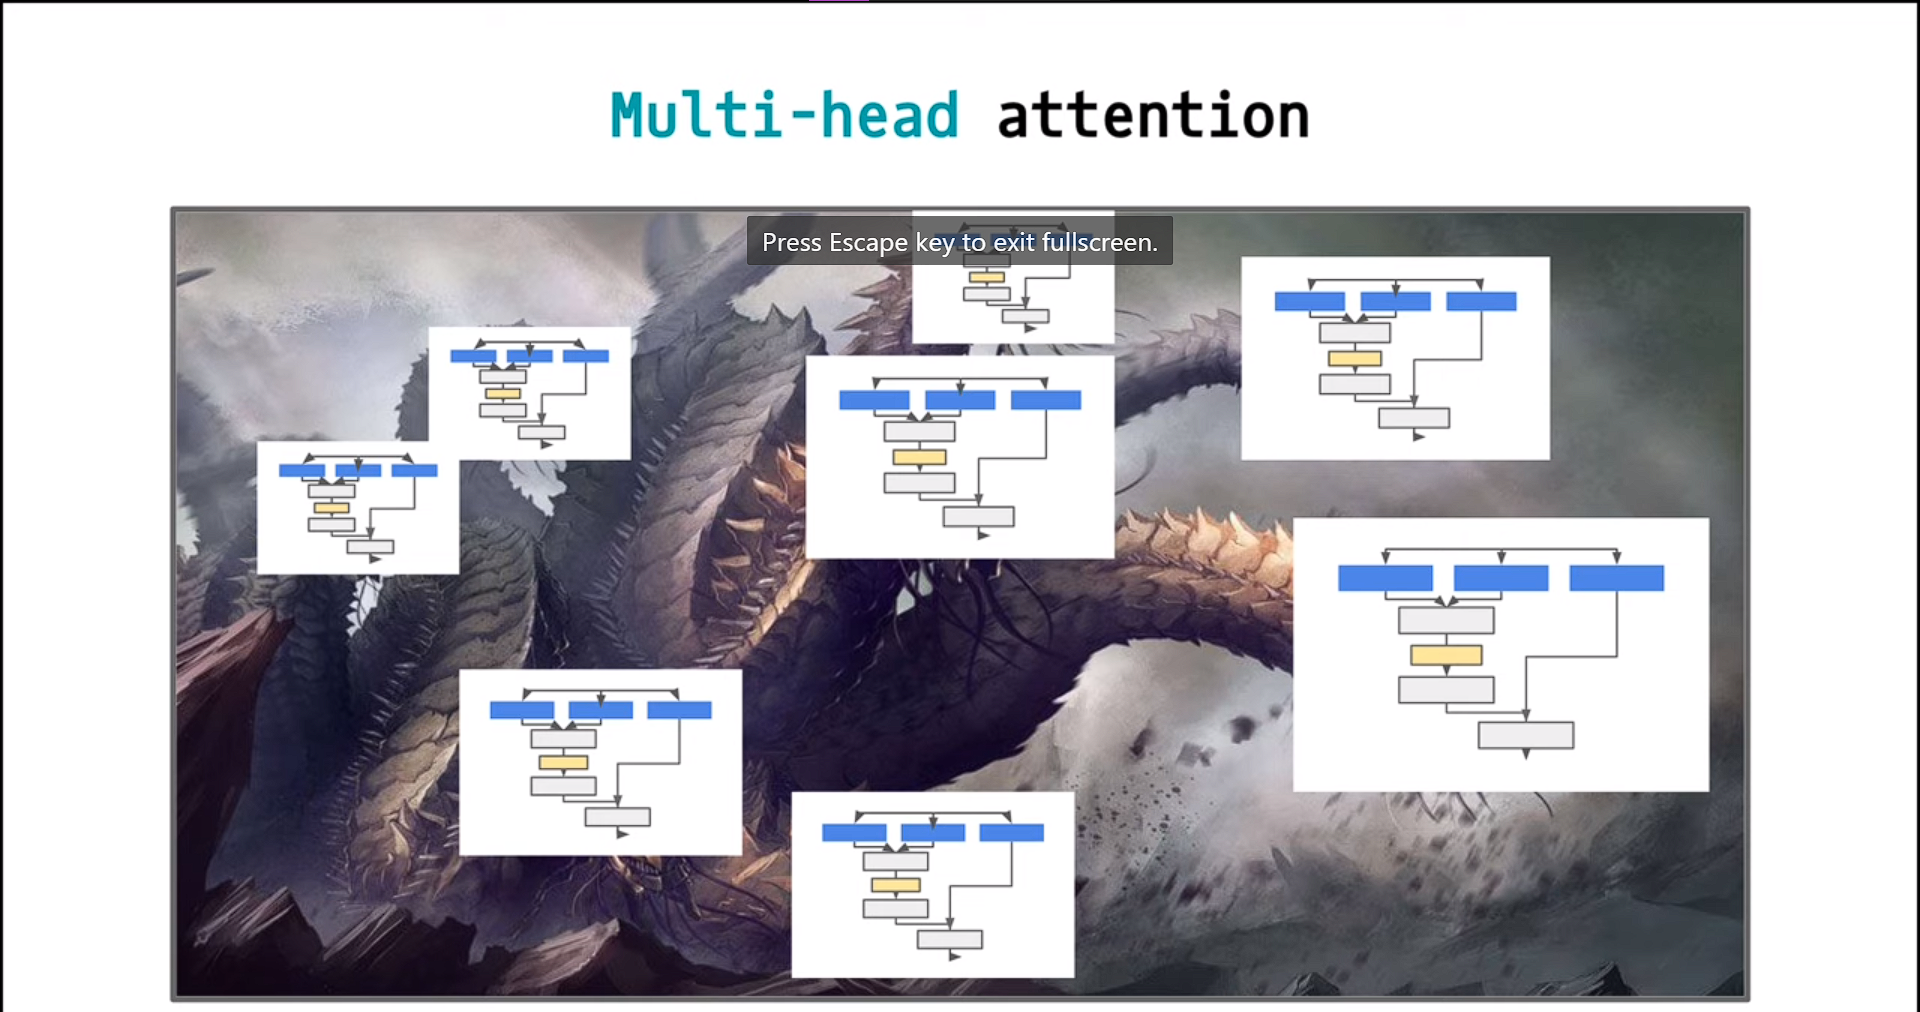 Multi-head attention
Press Escape key to exit fullscreen.